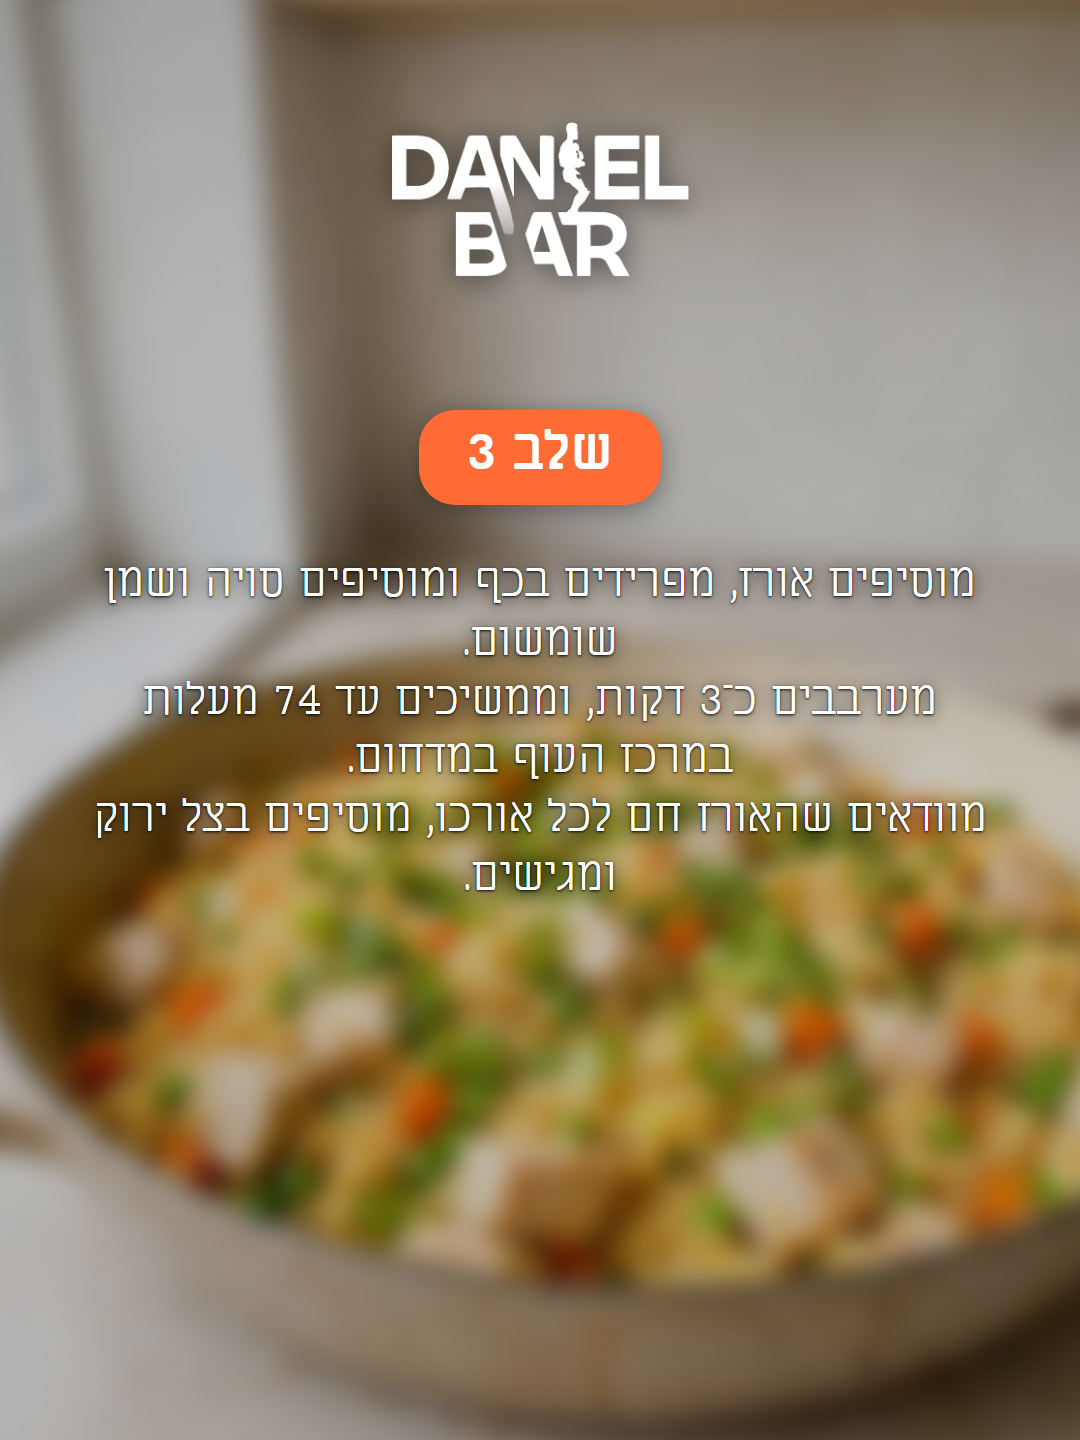 DANIEL
BAR
שלב 3
מוסיפים אורז, מפרידים בכף ומוסיפים סויה ושמן
שומשום.
מערבבים כ־3 דקות, וממשיכים עד 74 מעלות
במרכז העוף במדחום.
מוודאים שהאורז חם לכל אורכו, מוסיפים בצל ירוק
ומגישים.